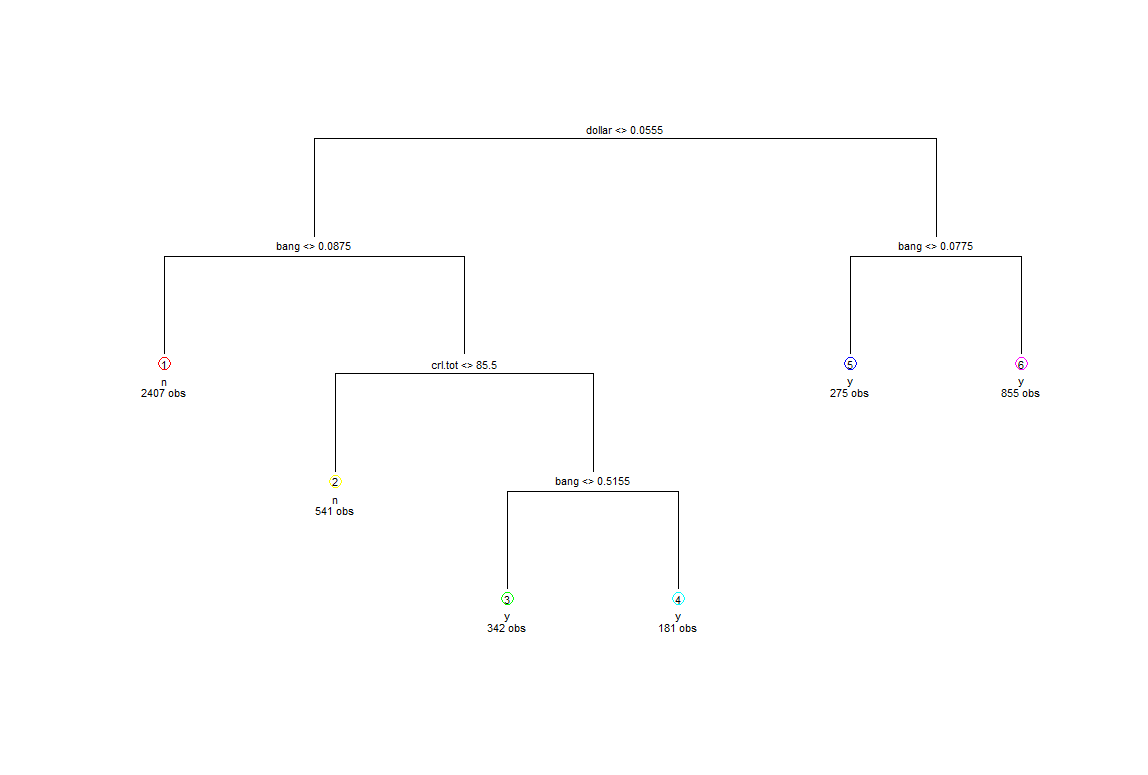 dollar <> 0.0555
bang <> 0.0875
bang <> 0.0775
1
n
2407 obs
crl.tot <> 85.5
5
y
275 obs
6
y
855 obs
2
n
541 obs
bang <> 0.5155
3
y
342 obs
4
y
181 obs